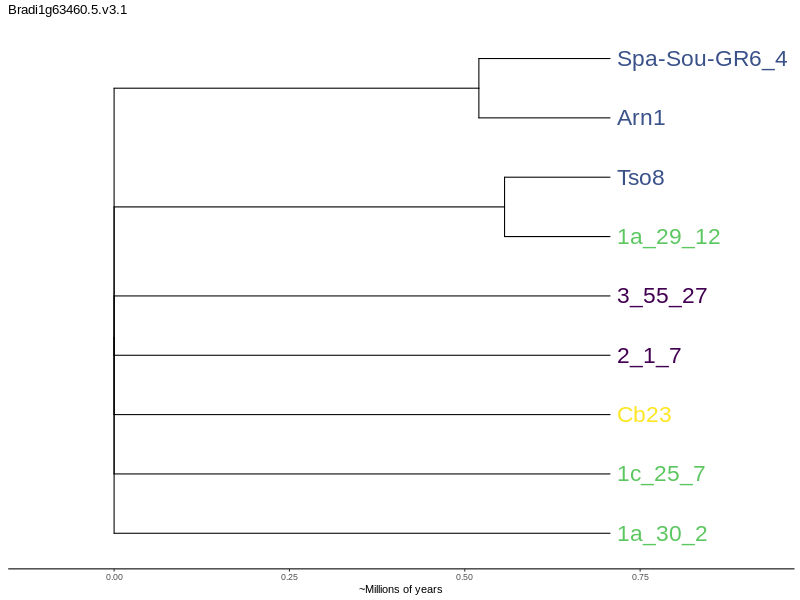 Bradi1g63460.5.v3.1
Spa-Sou-GR6_4
Arn1
Tso8
1a_29_12
3_55_27
2_1_7
Cb23
1c_25_7
1a_30_2
0.00 0.25 0.50 0.75
~Millions of years